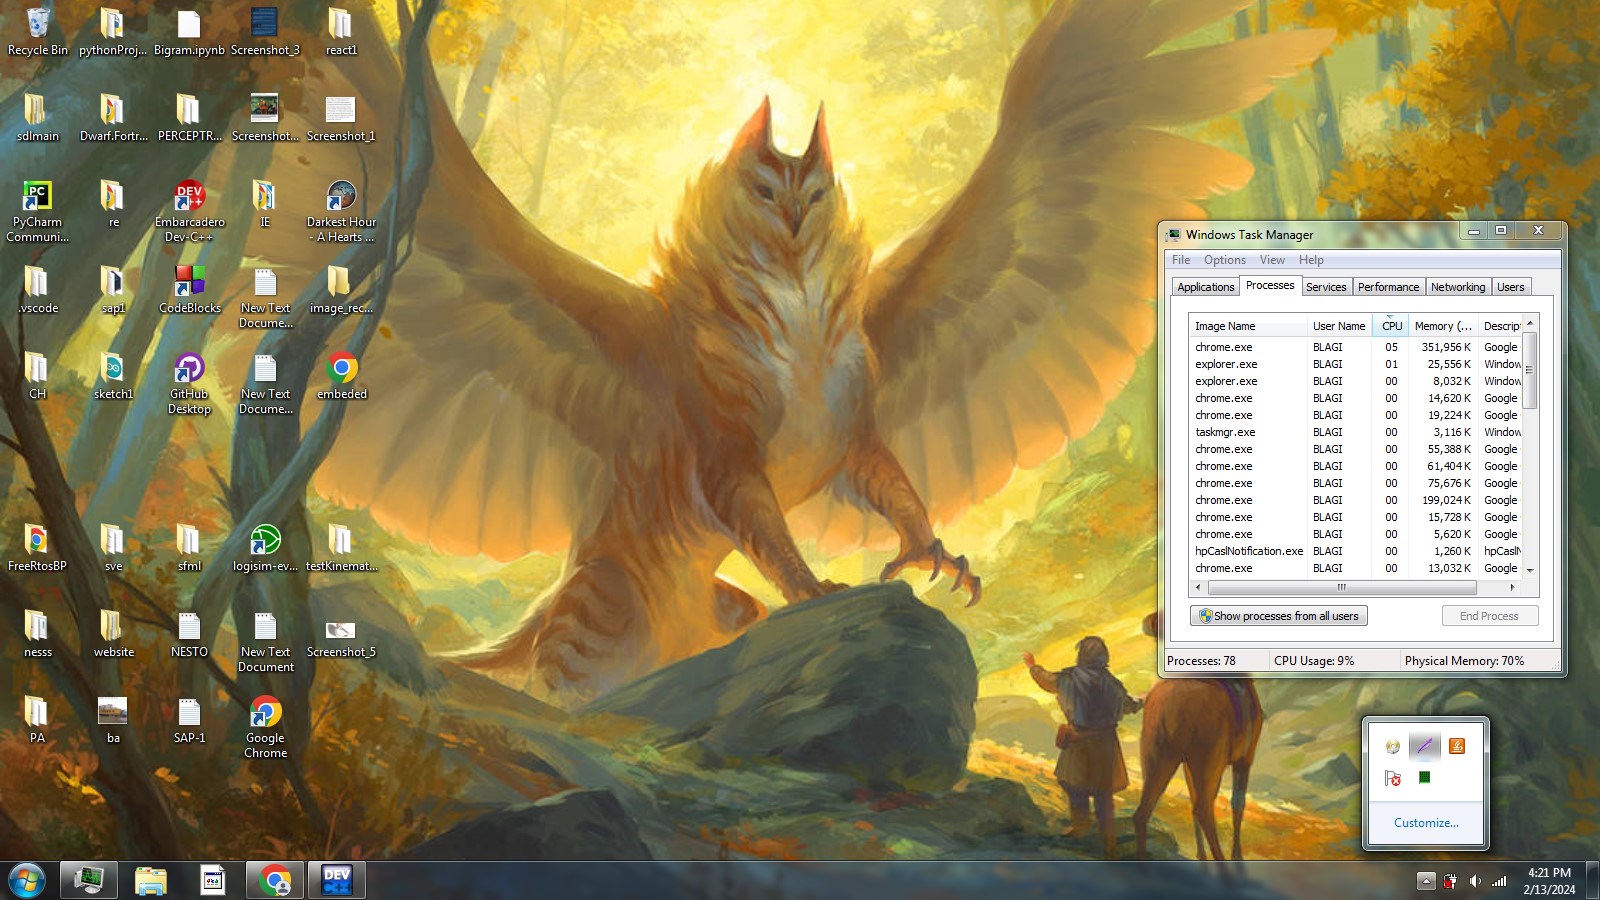 Recycle Bin
pythonProj...
Bigram.ipynb
Screenshot_3
react1
sdlmain
Dwarf.Fortr...
PERCEPTR...
Screenshot...
Screenshot_1
PC
PyCharm
Communi...
re
DEV
C++
Embarcadero
Dev-C++
IE
Darkest Hour
- A Hearts ...
.vscode
sap1
CodeBlocks
New Text
Docume...
image_rec...
CH
sketch1
GitHub
Desktop
New Text
Docume...
embeded
FreeRtosBP
sve
sfml
logisim-ev...
testKinemat...
nesss
website
NESTO
New Text
Document
Screenshot_5
PA
ba
SAP-1
Google
Chrome
Windows Task Manager
File Options View Help
Applications Processes Services Performance Networking Users
Image Name User Name CPU Memory (... Descrip
chrome.exe BLAGI 05 351,956 K Google
explorer.exe BLAGI 01 25,556 K Window
explorer.exe BLAGI 00 8,032 K Window
chrome.exe BLAGI 00 14,620 K Google
chrome.exe BLAGI 00 19,224 K Google
taskmgr.exe BLAGI 00 3,116 K Window
chrome.exe BLAGI 00 55,388 K Google
chrome.exe BLAGI 00 61,404 K Google
chrome.exe BLAGI 00 75,676 K Google
chrome.exe BLAGI 00 199,024 K Google
chrome.exe BLAGI 00 15,728 K Google
chrome.exe BLAGI 00 5,620 K Google
hpCaslNotification.exe BLAGI 00 1,260 K hpCaslN
chrome.exe BLAGI 00 13,032 K Google
Show processes from all users End Process
Processes: 78 CPU Usage: 9% Physical Memory: 70%
Customize...
DEV
C++
4:21 PM
2/13/2024